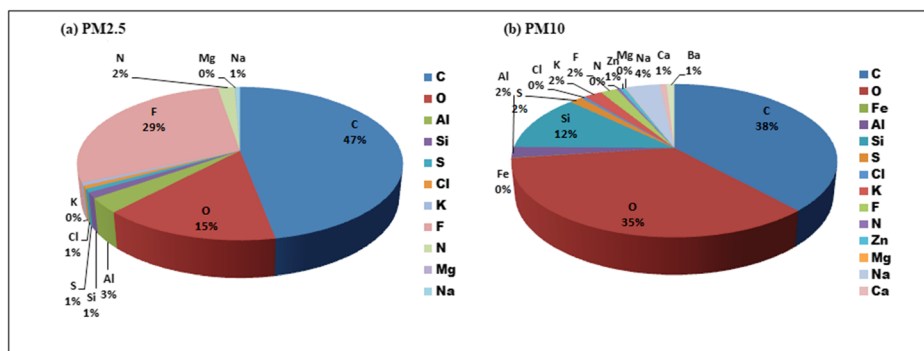 (a) PM2.5
N
2%
Mg
0%
Na
1%
F
29%
C
47%
O
15%
K
0%
Cl
1%
S
1%
Si
1%
Al
3%
C
O
Al
Si
S
Cl
K
F
N
Mg
Na
(b) PM10
Al
2%
S
2%
Cl
0%
K
2%
F
2%
N
0%
Zn
1%
Mg
0%
Na
4%
Ca
1%
Ba
1%
Si
12%
C
38%
Fe
0%
O
35%
C
O
Fe
Al
Si
S
Cl
K
F
N
Zn
Mg
Na
Ca